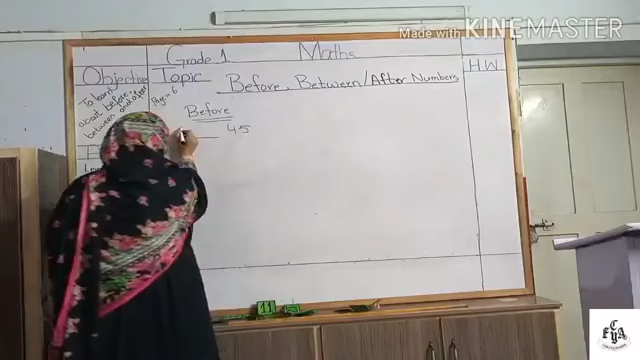 Made with KINEMASTER
Grade 1 Maths
Objective Topic Before, Between/After Numbers H.W
To learn
about before,
between and after
Pg= 6
Before
45
11